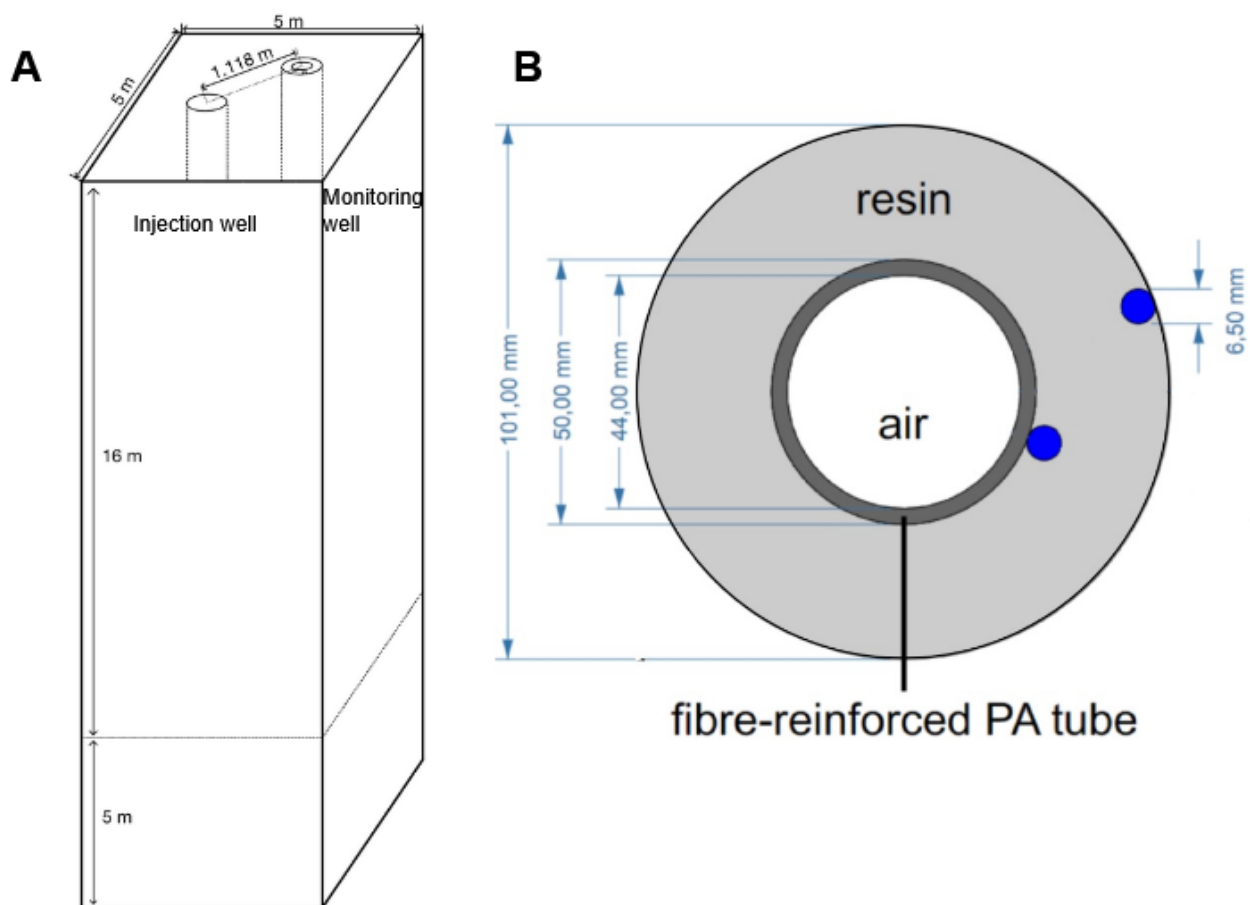 A
5 m
5 m
1.118 m
Injection well
Monitoring
well
16 m
5 m
B
resin
air
101,00 mm
50,00 mm
44,00 mm
6,50 mm
fibre-reinforced PA tube